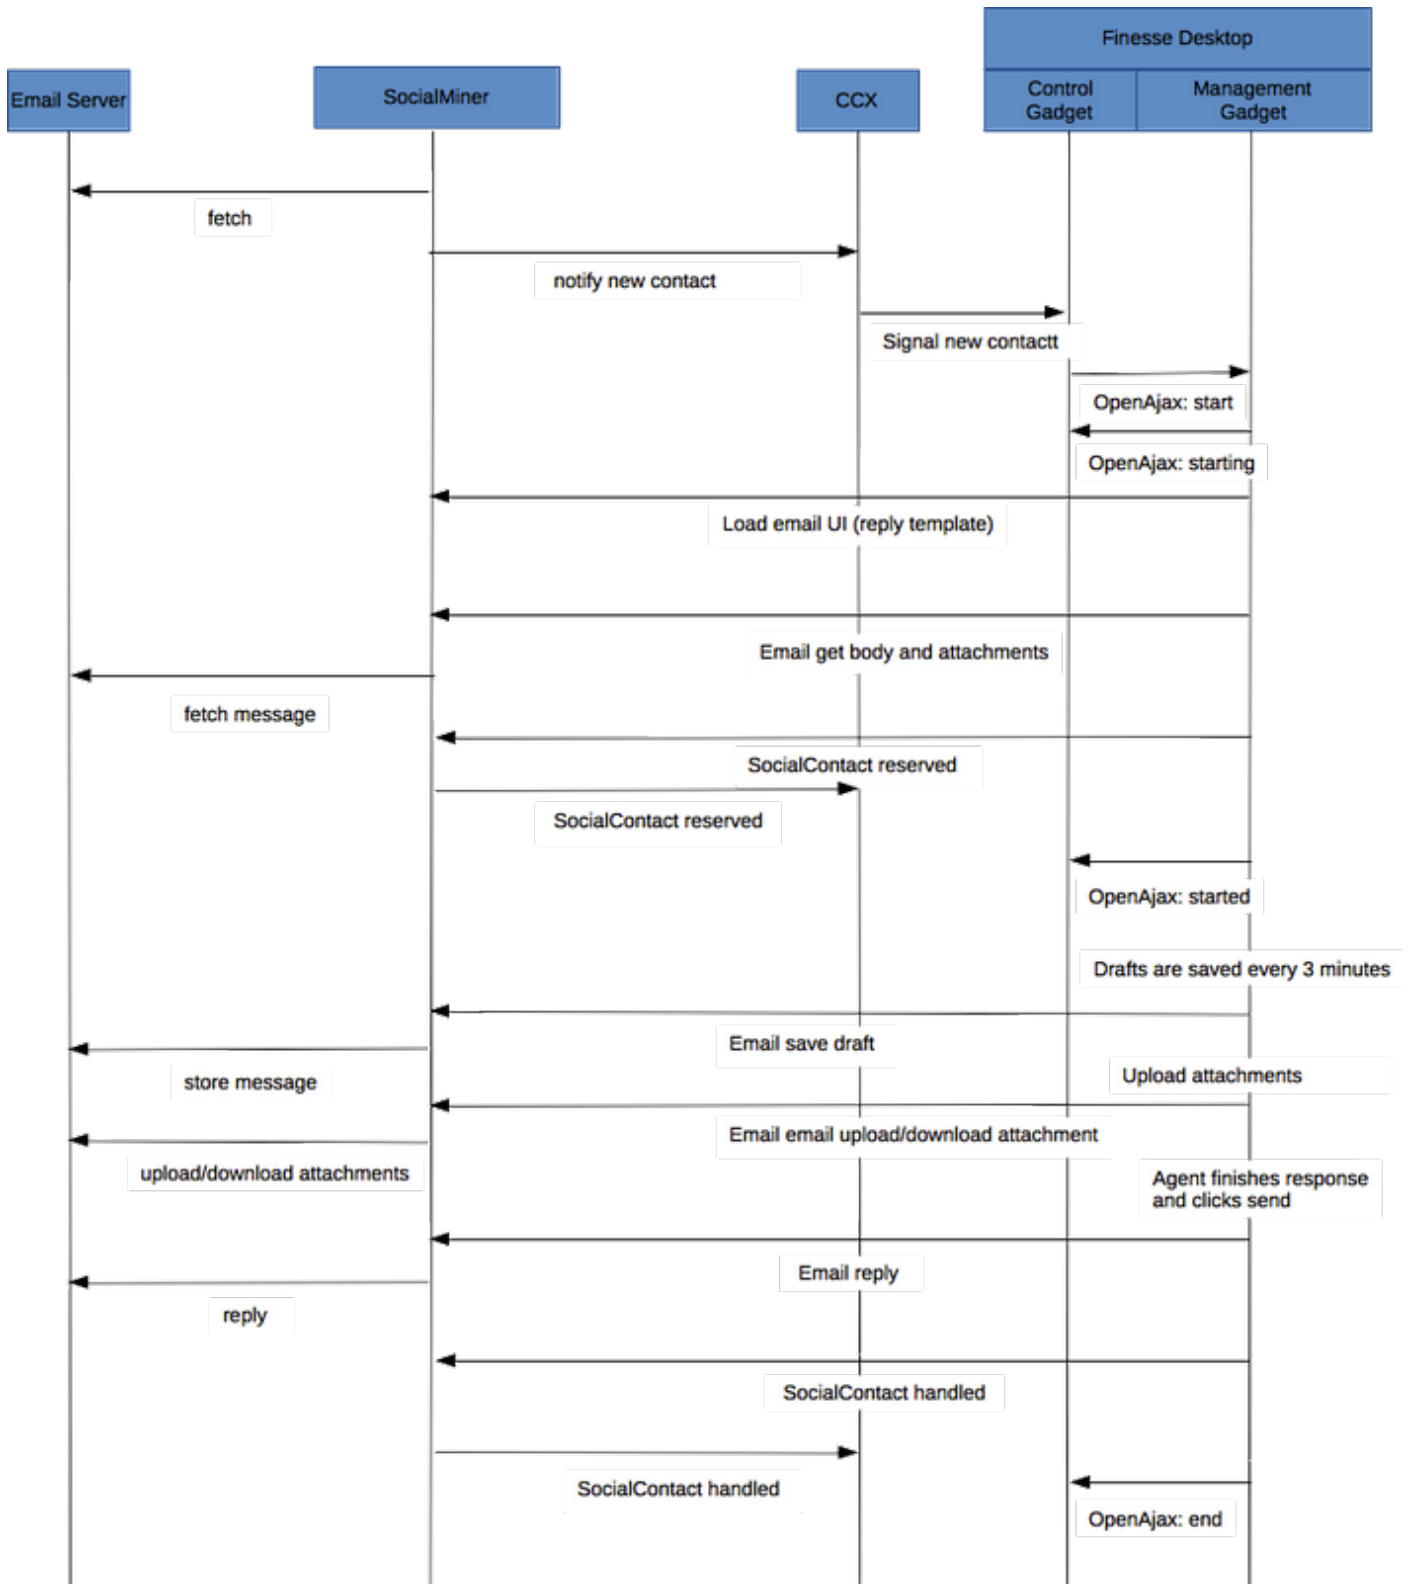 Finesse Desktop
Email Server
SocialMiner
CCX
Control
Gadget
Management
Gadget
fetch
notify new contact
Signal new contactt
OpenAjax: start
OpenAjax: starting
Load email UI (reply template)
Email get body and attachments
fetch message
SocialContact reserved
SocialContact reserved
OpenAjax: started
Drafts are saved every 3 minutes
Email save draft
store message
Upload attachments
Email email upload/download attachment
upload/download attachments
Agent finishes response
and clicks send
Email reply
reply
SocialContact handled
SocialContact handled
OpenAjax: end